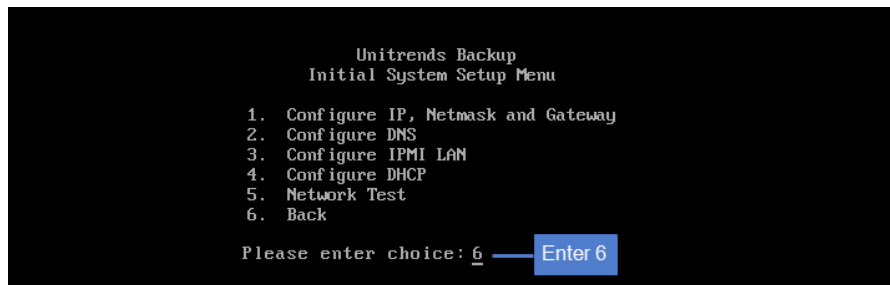 Unitrends Backup
Initial System Setup Menu
1. Configure IP, Netmask and Gateway
2. Configure DNS
3. Configure IPMI LAN
4. Configure DHCP
5. Network Test
6. Back
Please enter choice: 6
Enter 6